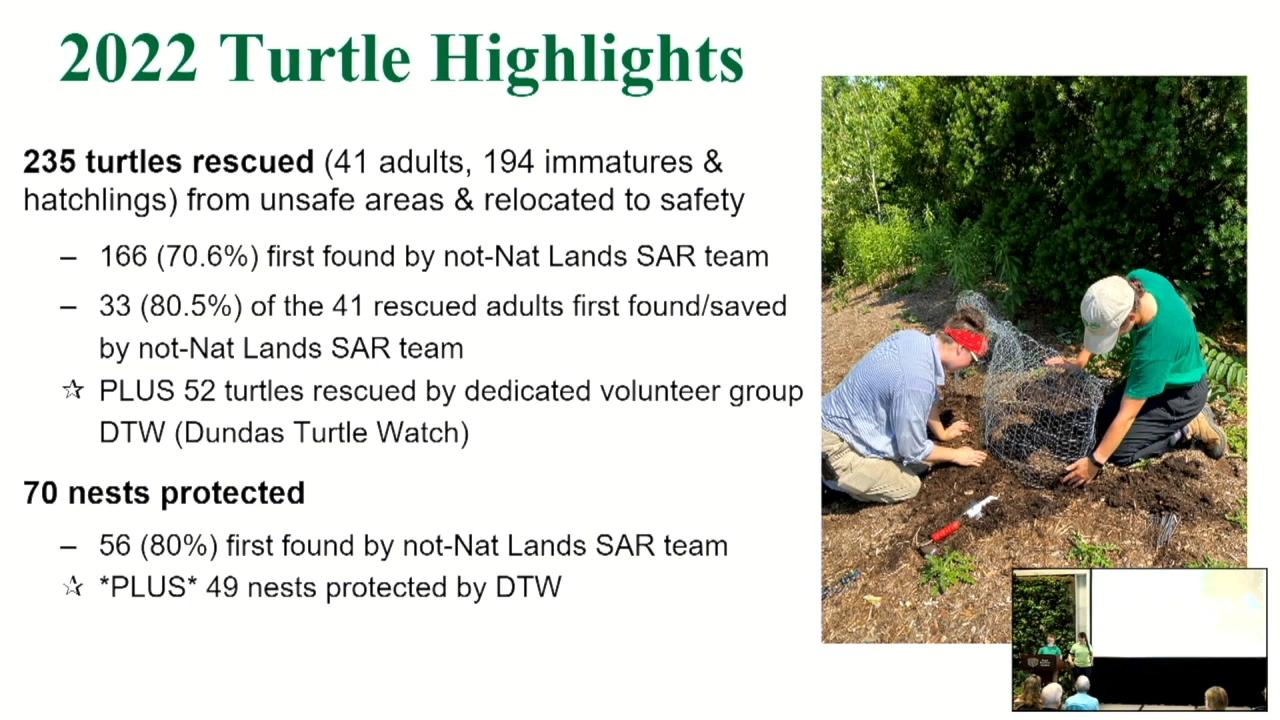 2022 Turtle Highlights
235 turtles rescued (41 adults, 194 immatures &
hatchlings) from unsafe areas & relocated to safety
– 166 (70.6%) first found by not-Nat Lands SAR team
– 33 (80.5%) of the 41 rescued adults first found/saved
by not-Nat Lands SAR team
☆ PLUS 52 turtles rescued by dedicated volunteer group
DTW (Dundas Turtle Watch)
70 nests protected
– 56 (80%) first found by not-Nat Lands SAR team
☆ *PLUS* 49 nests protected by DTW